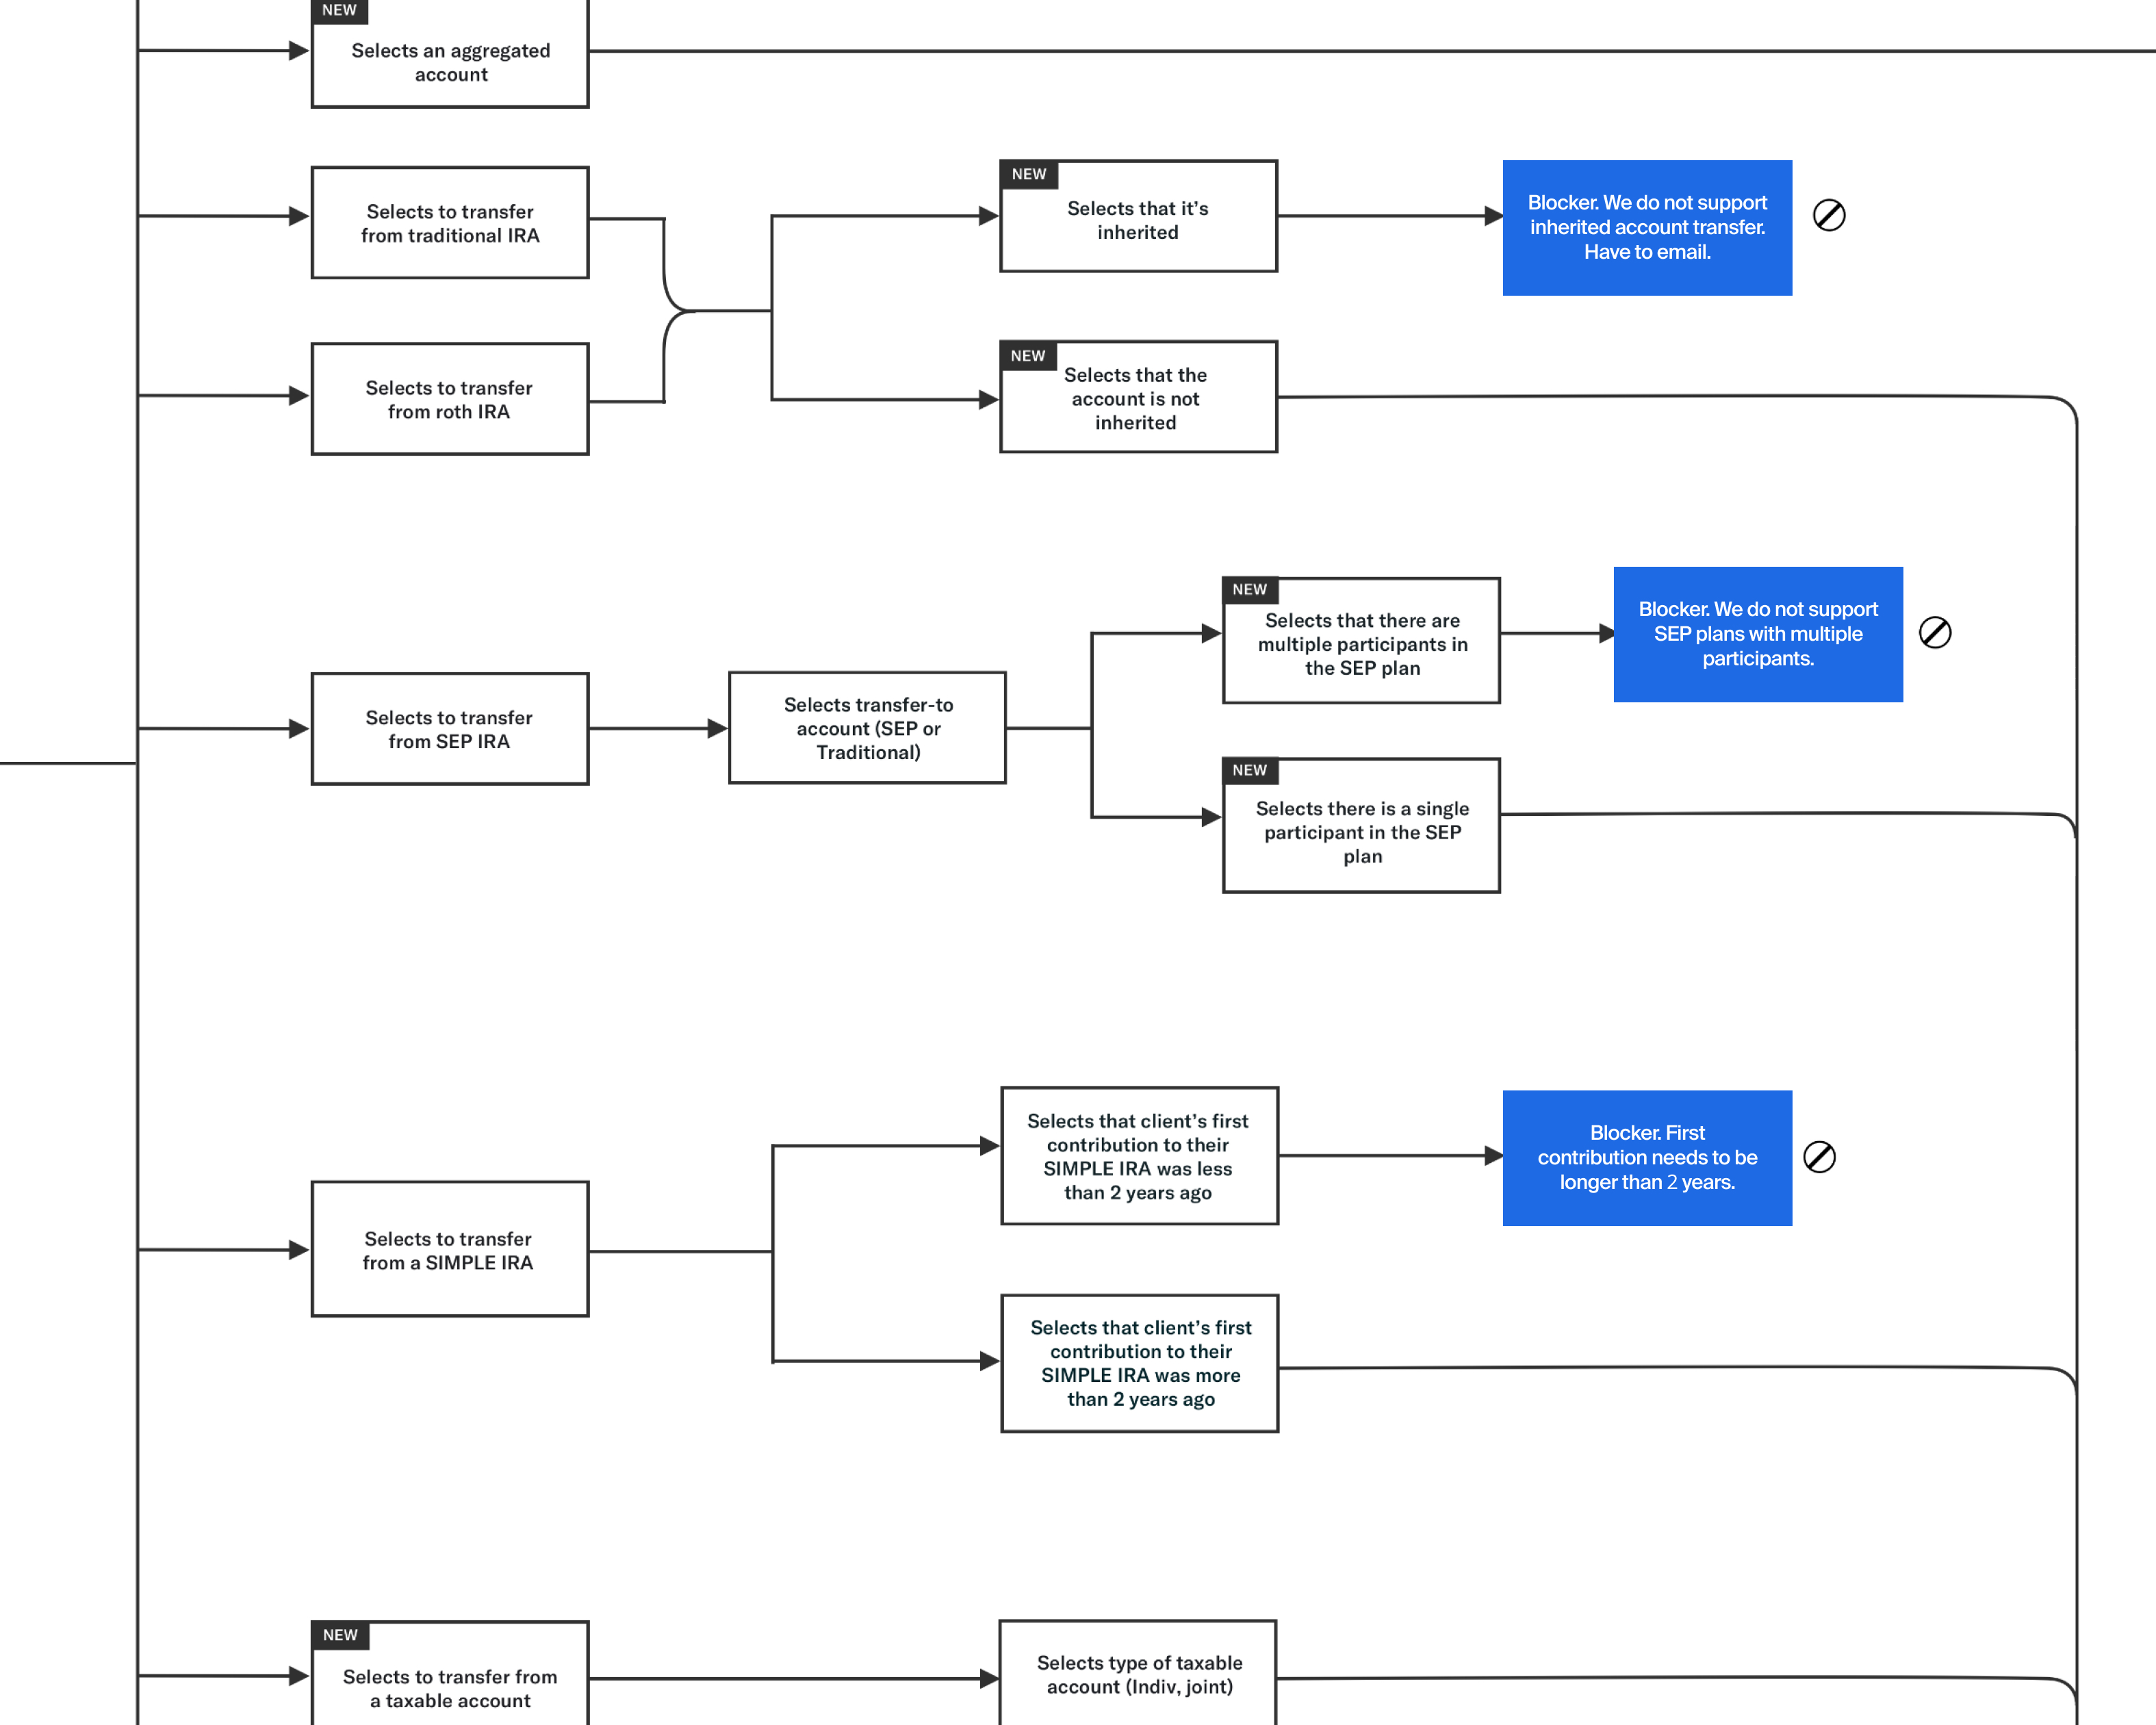 NEW
Selects an aggregated
account
Selects to transfer
from traditional IRA
NEW
Selects that it's
inherited
Blocker. We do not support
inherited account transfer.
Have to email.
Selects to transfer
from roth IRA
NEW
Selects that the
account is not
inherited
NEW
Selects that there are
multiple participants in
the SEP plan
Blocker. We do not support
SEP plans with multiple
participants.
Selects to transfer
from SEP IRA
Selects transfer-to
account (SEP or
Traditional)
NEW
Selects there is a single
participant in the SEP
plan
Selects that client's first
contribution to their
SIMPLE IRA was less
than 2 years ago
Blocker. First
contribution needs to be
longer than 2 years.
Selects to transfer
from a SIMPLE IRA
Selects that client's first
contribution to their
SIMPLE IRA was more
than 2 years ago
NEW
Selects to transfer from
a taxable account
Selects type of taxable
account (Indiv, joint)